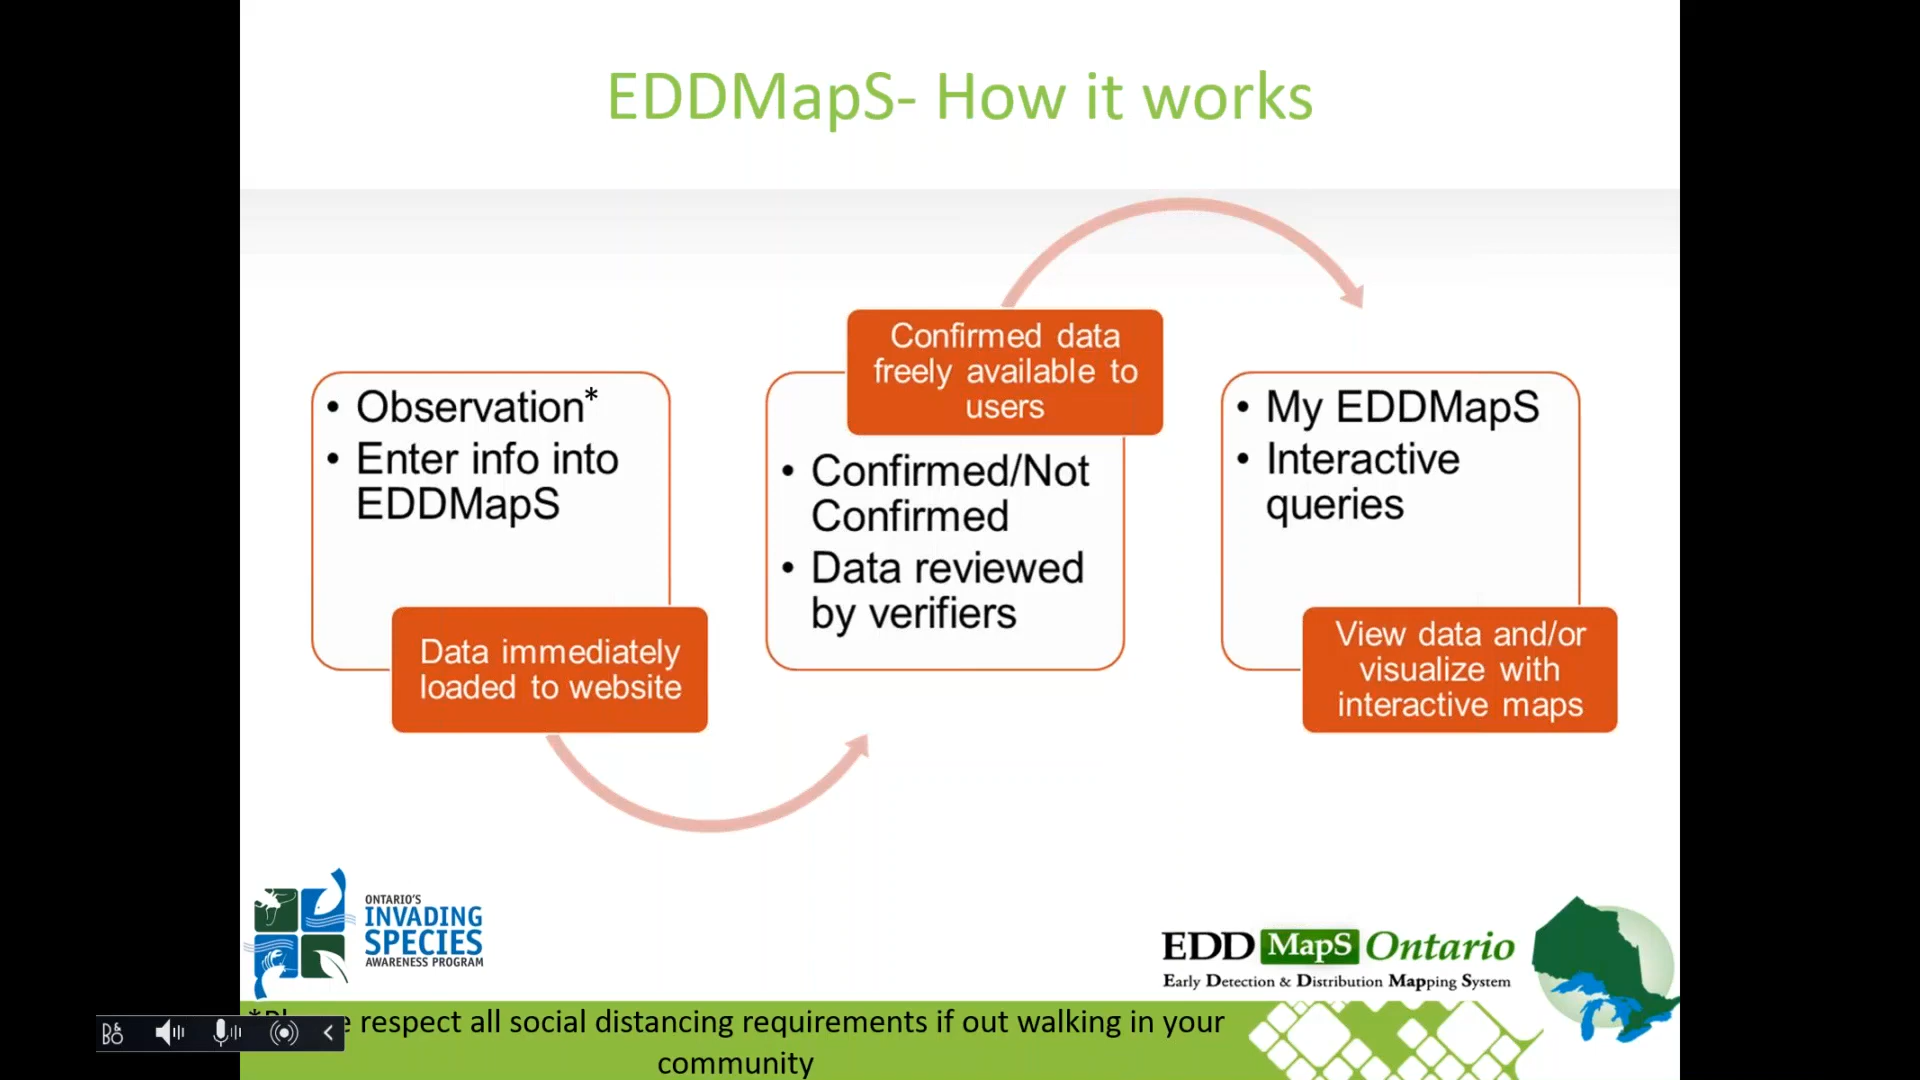 EDDMapS- How it works
• Observation*
• Enter info into
EDDMapS
Data immediately
loaded to website
Confirmed data
freely available to
users
• Confirmed/Not
Confirmed
• Data reviewed
by verifiers
• My EDDMapS
• Interactive
queries
View data and/or
visualize with
interactive maps
ONTARIO'S
INVADING
SPECIES
AWARENESS PROGRAM
EDD MapS Ontario
Early Detection & Distribution Mapping System
respect all social distancing requirements if out walking in your
community